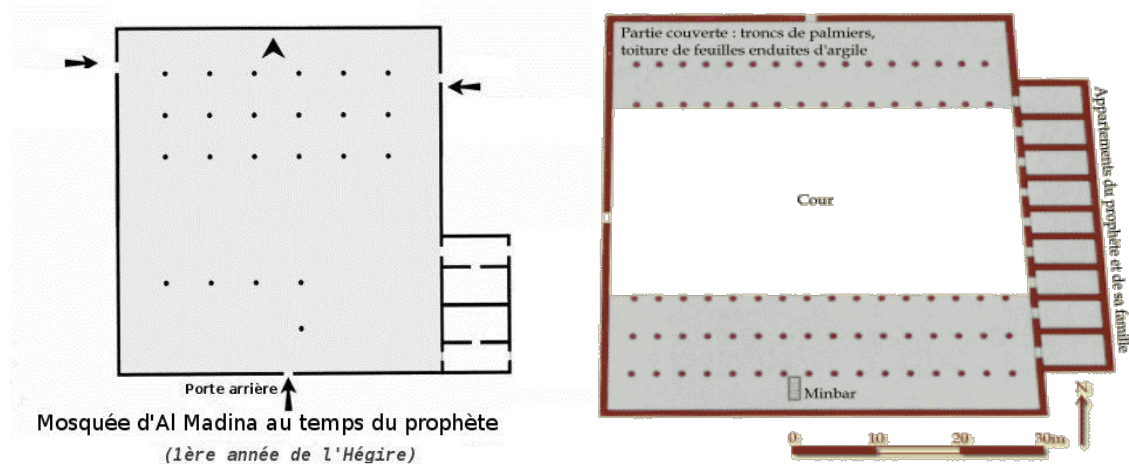 Porte arrière
Mosquée d'Al Madina au temps du prophète
(1ère année de l'Hégire)
Partie couverte : troncs de palmiers,
toiture de feuilles enduites d'argile
Cour
Appartements du prophète et de sa famille
Minbar
N
0 10 20 30m